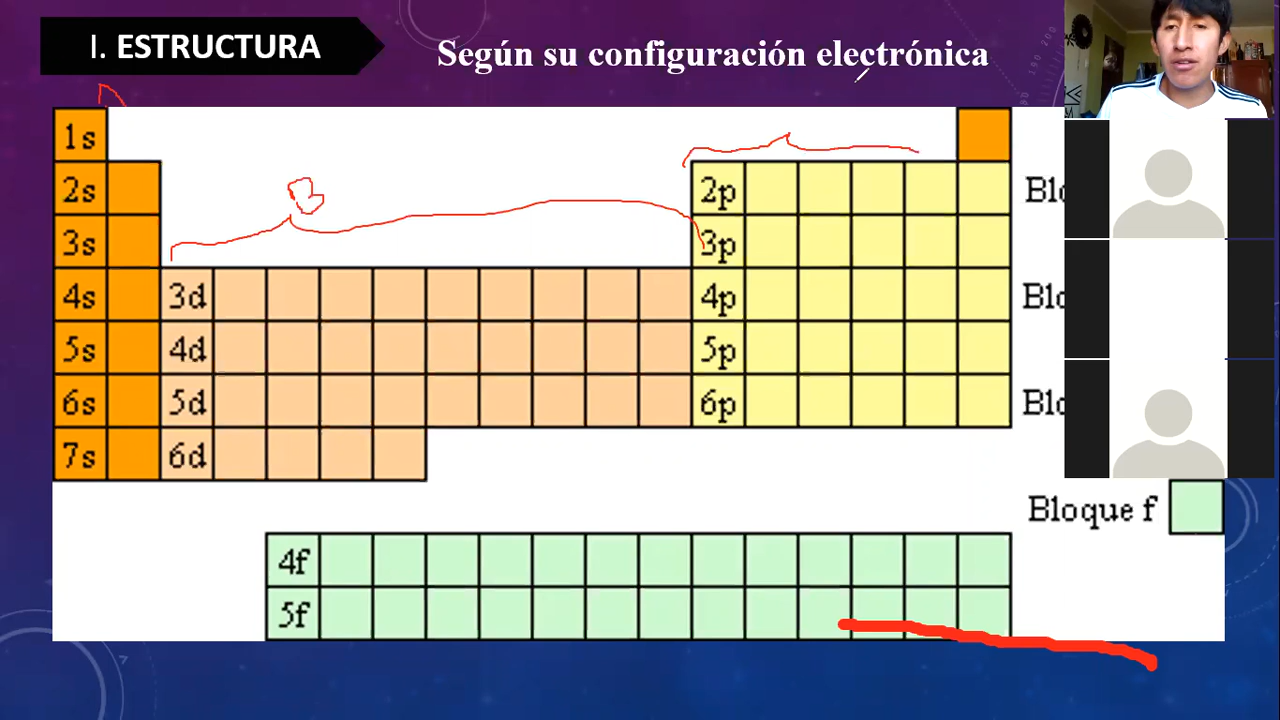 I. ESTRUCTURA
Según su configuración electrónica
1s
2s 2p
3s 3p
4s 3d 4p
5s 4d 5p
6s 5d 6p
7s 6d
Bloque f
4f
5f
B